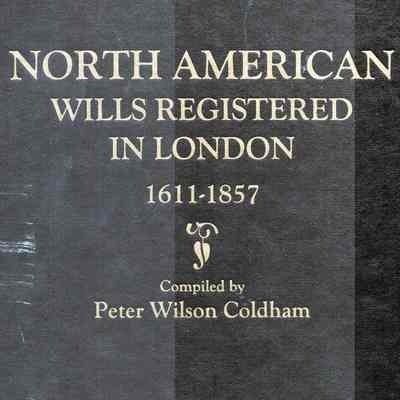 NORTH AMERICAN
WILLS REGISTERED
IN LONDON
1611-1857
Compiled by
Peter Wilson Coldham